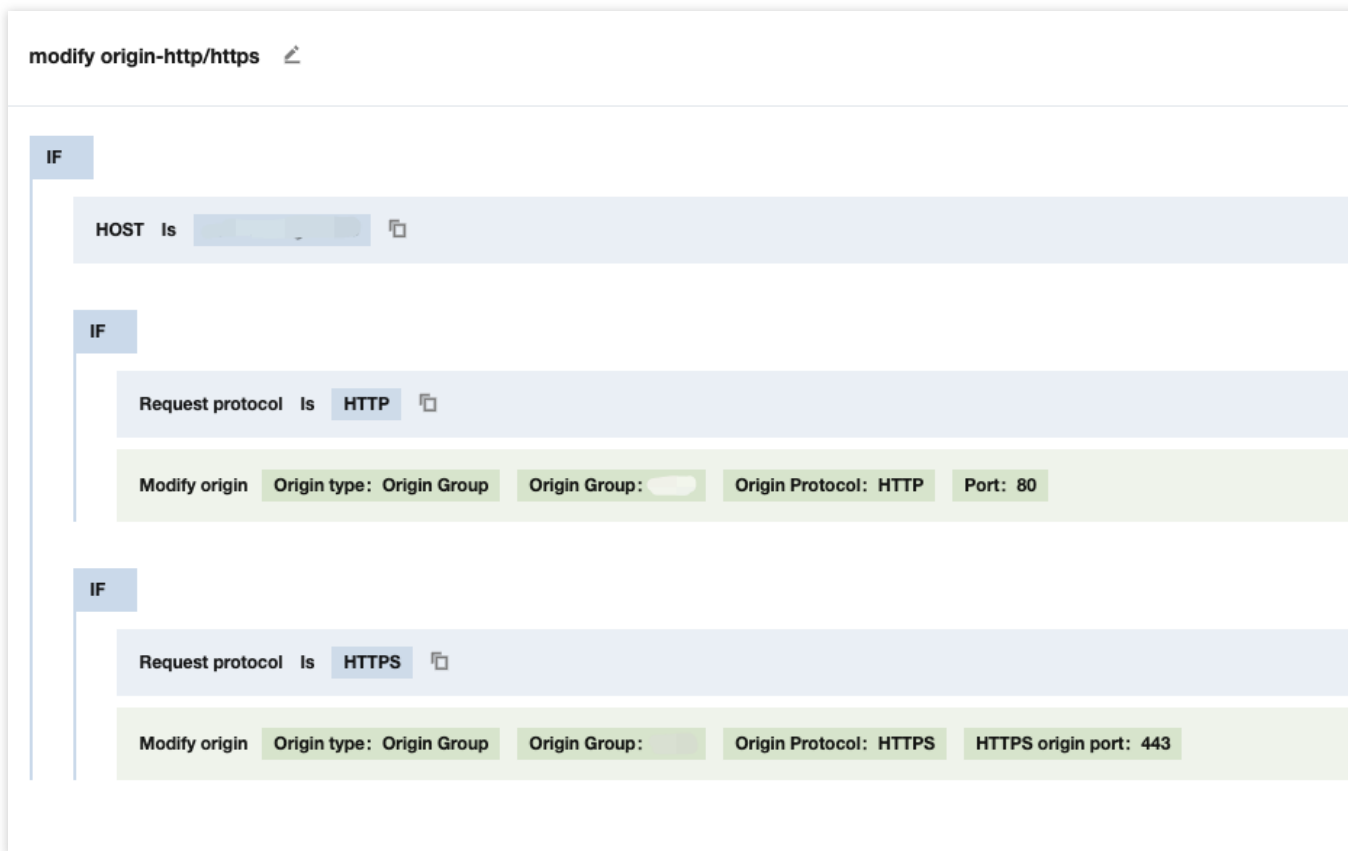 modify origin-http/https
IF
HOST Is
IF
Request protocol Is HTTP
Modify origin Origin type: Origin Group Origin Group: Origin Protocol: HTTP Port: 80
IF
Request protocol Is HTTPS
Modify origin Origin type: Origin Group Origin Group: Origin Protocol: HTTPS HTTPS origin port: 443